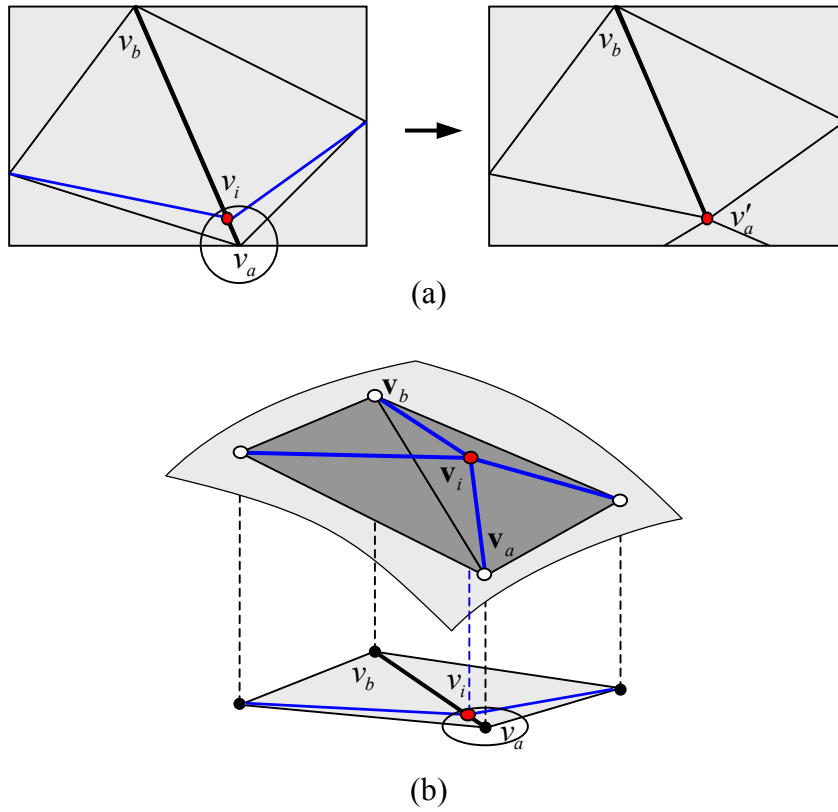 v_b v_b
v_i
v_a v'_a
(a)
𝐯_b
𝐯_i
𝐯_a
v_b v_i
v_a
(b)